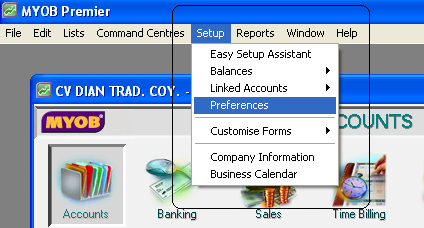 MYOB Premier
File Edit Lists Command Centres Setup Reports Window Help
Easy Setup Assistant
Balances
Linked Accounts
Preferences
Customise Forms
Company Information
Business Calendar
CV DIAN TRAD. COY. -
MYOB COUNTS
Accounts Banking Sales Time Billing